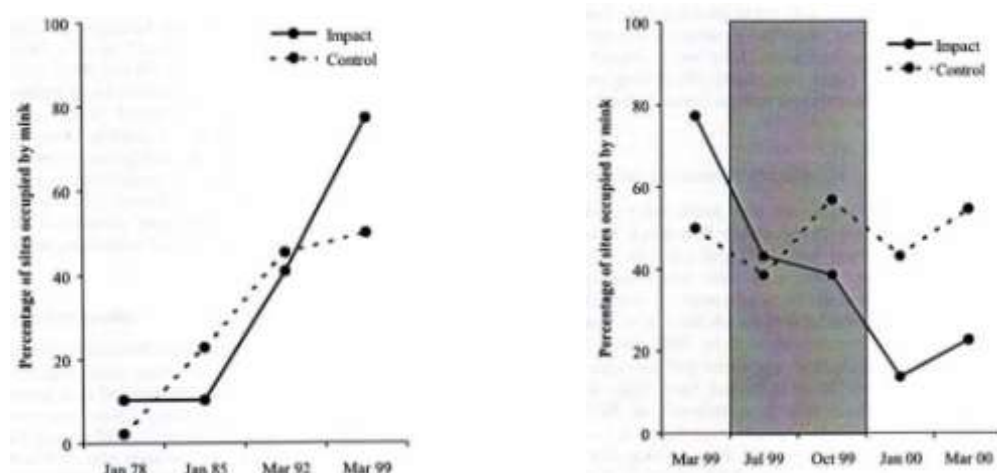 100
80
60
40
20
0
Percentage of sites occupied by mink
Impact
Control
Jan 78 Jan 85 Mar 92 Mar 99
100
80
60
40
20
0
Percentage of sites occupied by mink
Impact
Control
Mar 99 Jul 99 Oct 99 Jan 00 Mar 00